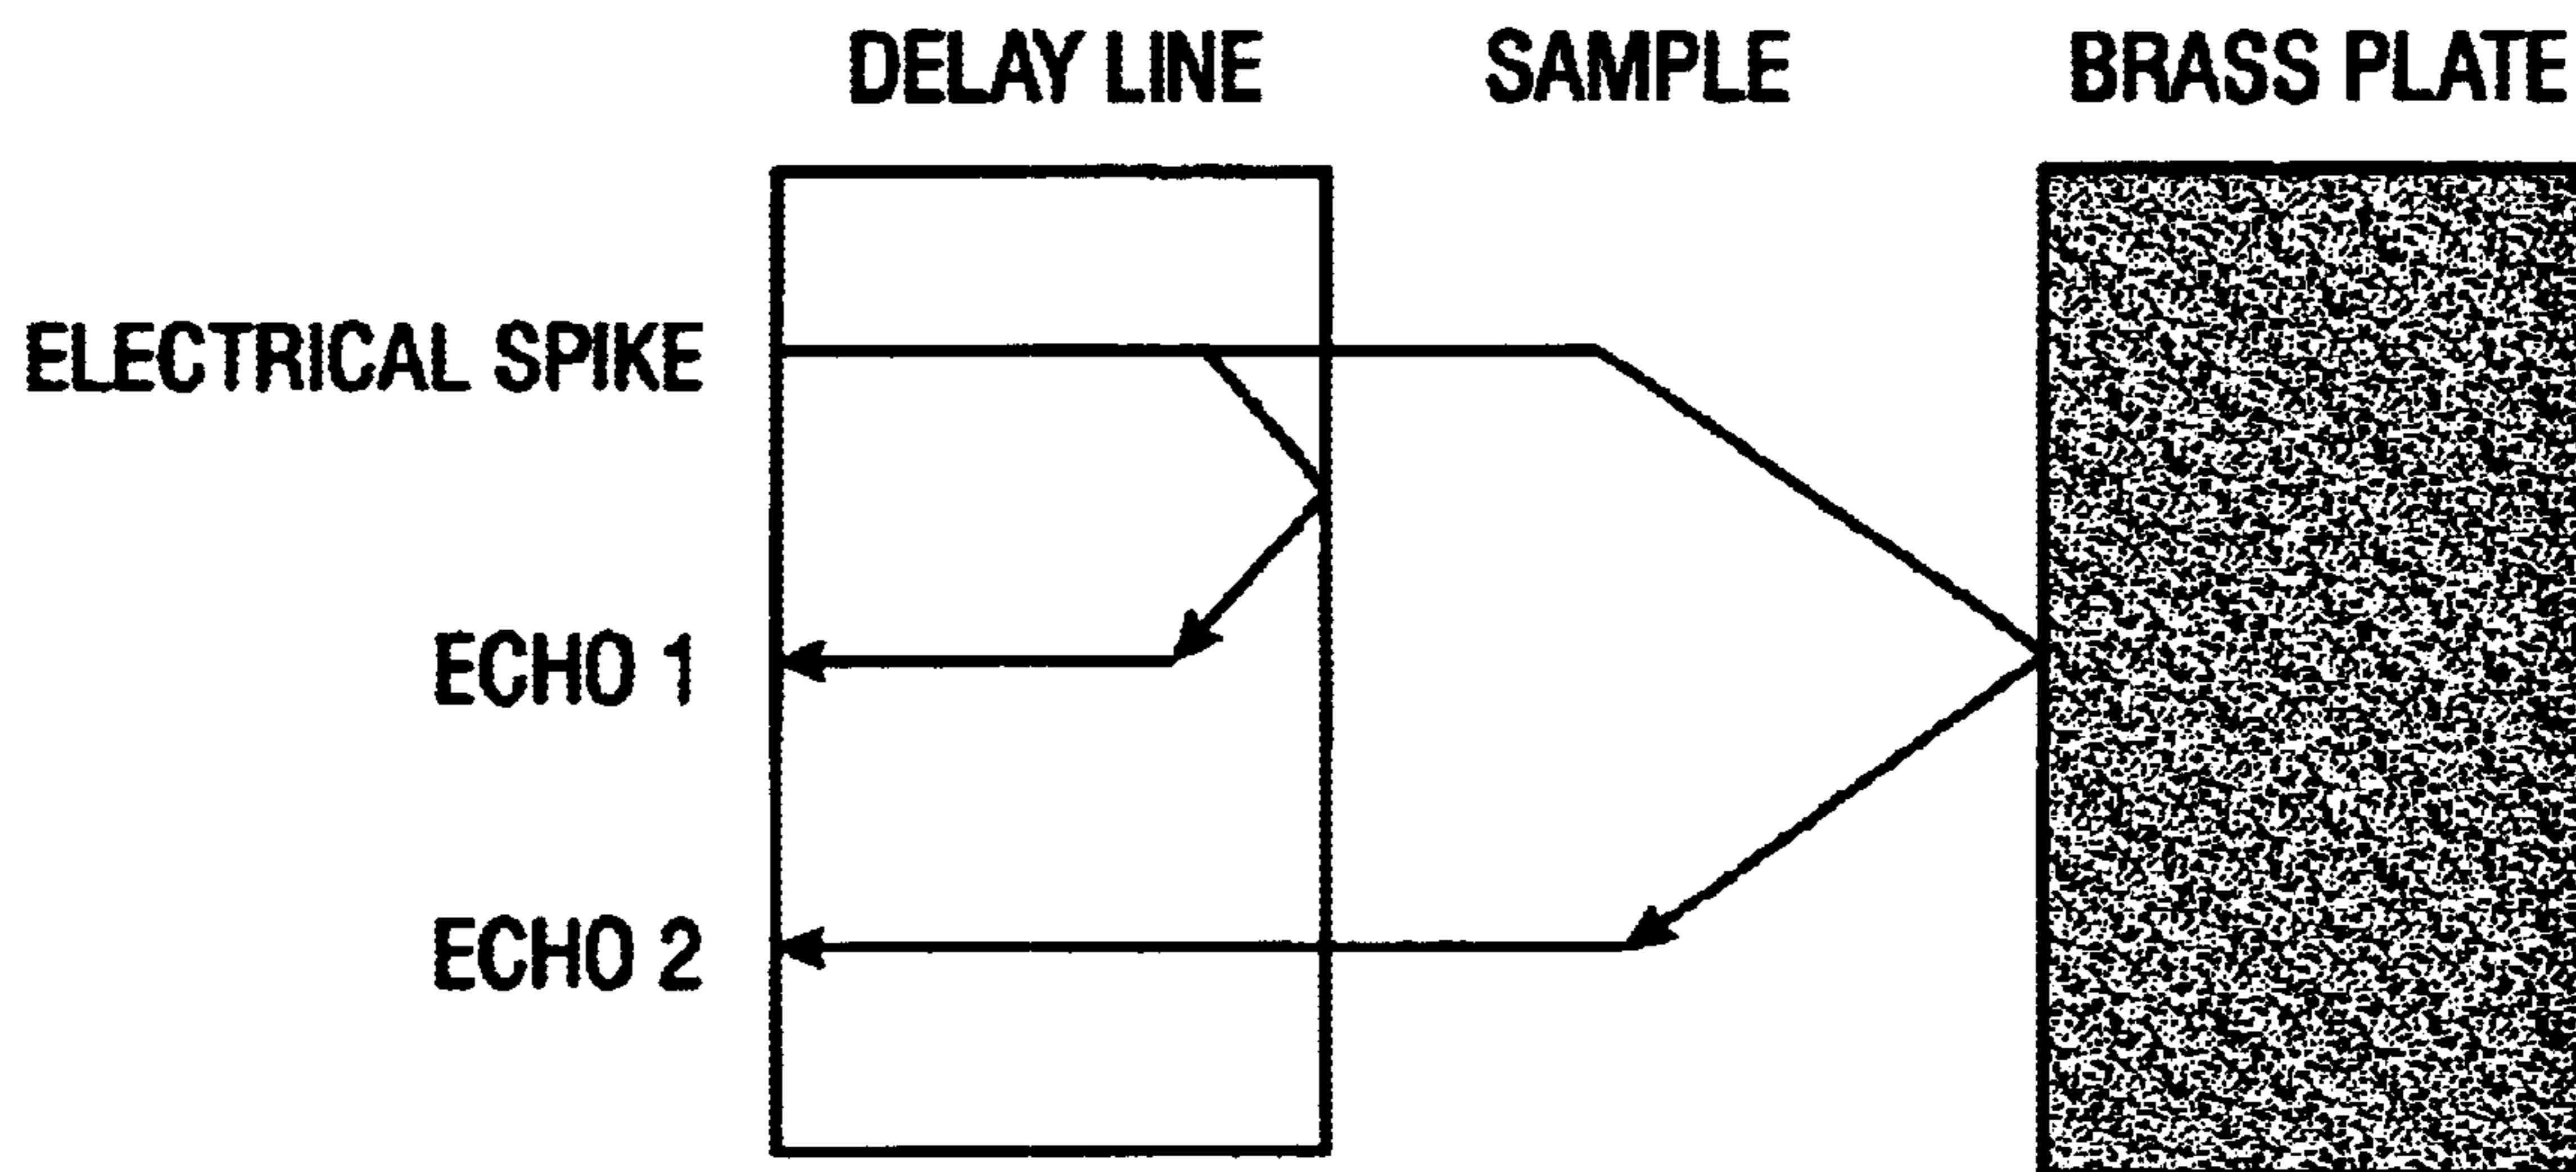 DELAY LINE
SAMPLE
BRASS PLATE
ELECTRICAL SPIKE
ECHO 1
ECHO 2